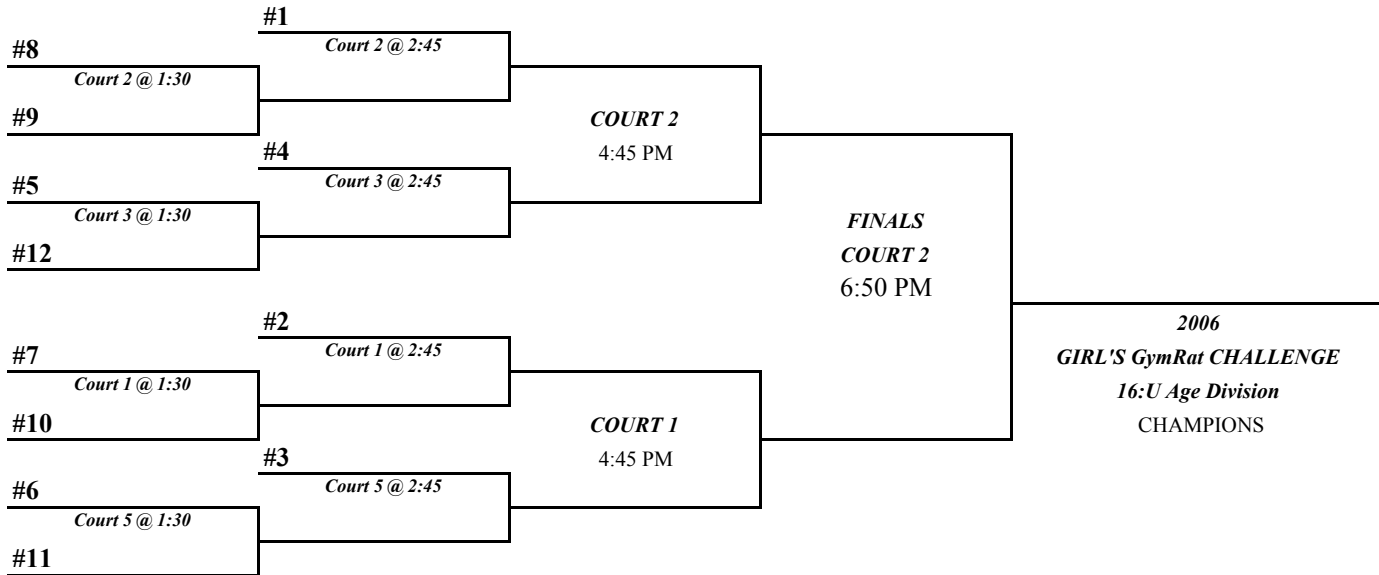 #1
Court 2 @ 2:45
#8
Court 2 @ 1:30
#9
COURT 2
4:45 PM
#4
Court 3 @ 2:45
#5
Court 3 @ 1:30
#12
FINALS
COURT 2
6:50 PM
#2
Court 1 @ 2:45
#7
Court 1 @ 1:30
#10
COURT 1
4:45 PM
#3
Court 5 @ 2:45
#6
Court 5 @ 1:30
#11
2006
GIRL'S GymRat CHALLENGE
16:U Age Division
CHAMPIONS